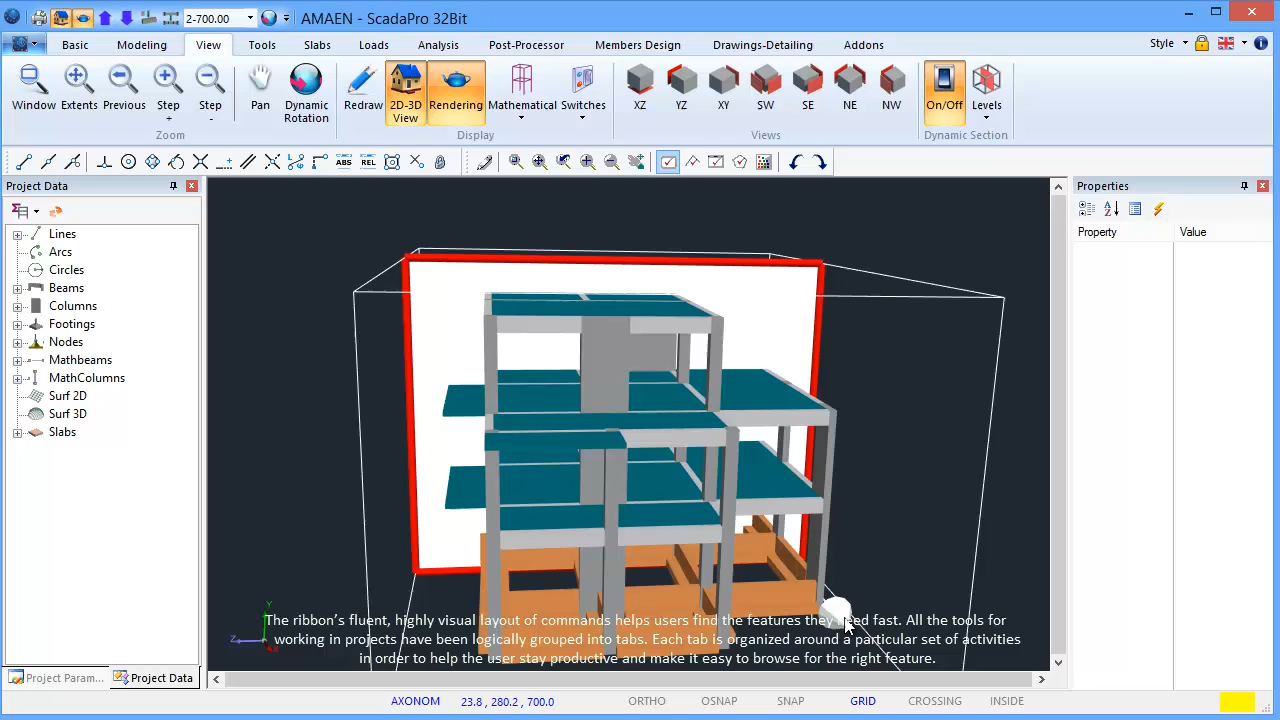 2-700.00
AMAEN - ScadaPro 32Bit
Basic Modeling View Tools Slabs Loads Analysis Post-Processor Members Design Drawings-Detailing Addons
Style
Window Extents Previous Step + Step - Pan Dynamic Rotation
Redraw 2D-3D View Rendering Mathematical Switches
XZ YZ XY SW SE NE NW
On/Off Levels
Zoom Display Views Dynamic Section
ABS REL
Project Data
Lines
Arcs
Circles
Beams
Columns
Footings
Nodes
Mathbeams
MathColumns
Surf 2D
Surf 3D
Slabs
Project Param... Project Data
Properties
Property Value
Y
Z
The ribbon's fluent, highly visual layout of commands helps users find the features they need fast. All the tools for
working in projects have been logically grouped into tabs. Each tab is organized around a particular set of activities
in order to help the user stay productive and make it easy to browse for the right feature.
AXONOM 23.8, 280.2, 700.0 ORTHO OSNAP SNAP GRID CROSSING INSIDE